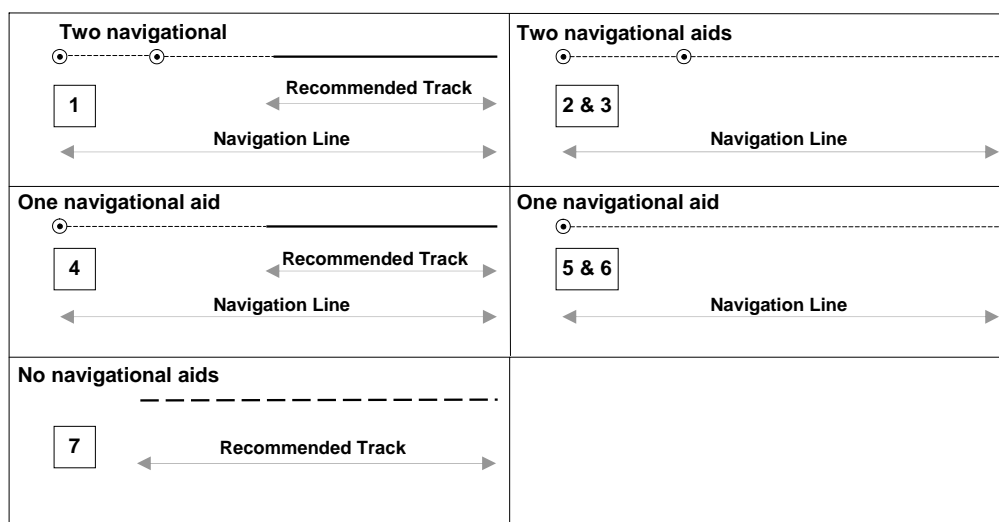 Two navigational
Recommended Track
1
Navigation Line
Two navigational aids
2 & 3
Navigation Line
One navigational aid
Recommended Track
4
Navigation Line
One navigational aid
5 & 6
Navigation Line
No navigational aids
7
Recommended Track